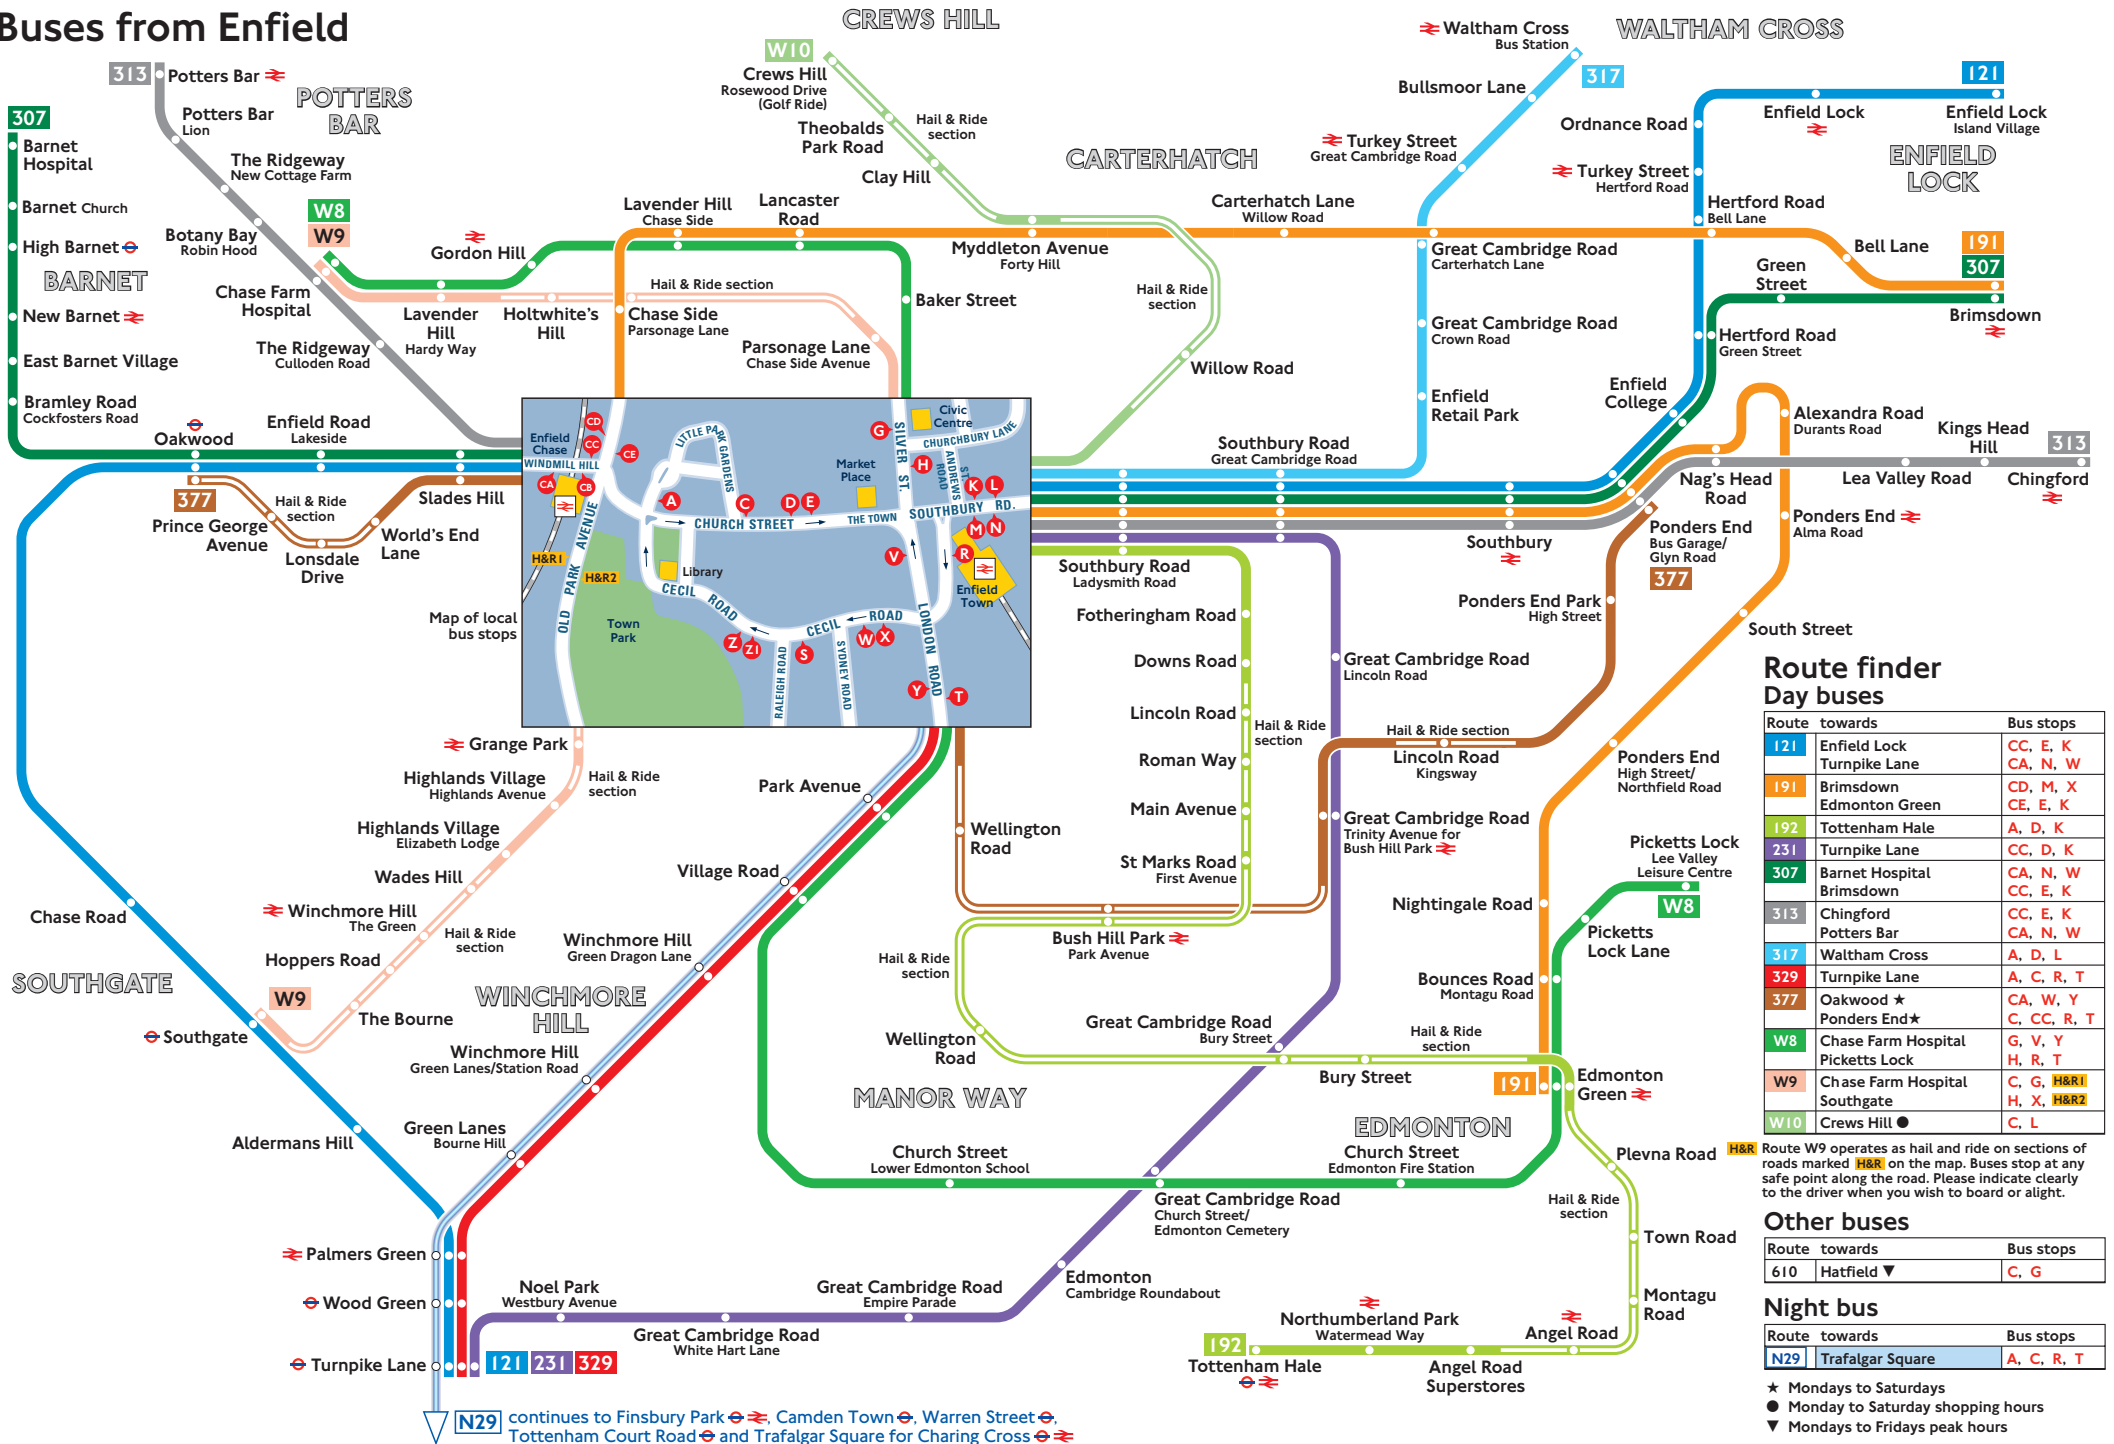 Buses from Enfield
CREWS HILL
WALTHAM CROSS
POTTERS
BAR
CARTERHATCH
ENFIELD
LOCK
BARNET
SOUTHGATE
WINCHMORE
HILL
MANOR WAY
EDMONTON
313
Potters Bar
Potters Bar
Lion
The Ridgeway
New Cottage Farm
Botany Bay
Robin Hood
Chase Farm
Hospital
The Ridgeway
Culloden Road
307
Barnet
Hospital
Barnet Church
High Barnet
New Barnet
East Barnet Village
Bramley Road
Cockfosters Road
Oakwood
Enfield Road
Lakeside
Slades Hill
377
Prince George
Avenue
Hail & Ride
section
Lonsdale
Drive
World's End
Lane
W8
W9
Gordon Hill
Lavender
Hill
Hardy Way
Holtwhite's
Hill
Lavender Hill
Chase Side
Lancaster
Road
Hail & Ride section
Chase Side
Parsonage Lane
Parsonage Lane
Chase Side Avenue
Baker Street
W10
Crews Hill
Rosewood Drive
(Golf Ride)
Theobalds
Park Road
Hail & Ride
section
Clay Hill
Myddleton Avenue
Forty Hill
Hail & Ride
section
Willow Road
Carterhatch Lane
Willow Road
Waltham Cross
Bus Station
317
Bullsmoor Lane
Turkey Street
Great Cambridge Road
Great Cambridge Road
Carterhatch Lane
Great Cambridge Road
Crown Road
Enfield
Retail Park
Southbury Road
Great Cambridge Road
121
Enfield Lock
Enfield Lock
Island Village
Ordnance Road
Turkey Street
Hertford Road
Hertford Road
Bell Lane
Bell Lane
191
307
Green
Street
Brimsdown
Hertford Road
Green Street
Enfield
College
Alexandra Road
Durants Road
Kings Head
Hill
313
Nag's Head
Road
Lea Valley Road
Chingford
Ponders End
Alma Road
Ponders End
Bus Garage/
Glyn Road
377
Southbury
Ponders End Park
High Street
South Street
Ponders End
High Street/
Northfield Road
Southbury Road
Ladysmith Road
Fotheringham Road
Downs Road
Lincoln Road
Hail & Ride
section
Roman Way
Main Avenue
St Marks Road
First Avenue
Great Cambridge Road
Lincoln Road
Hail & Ride section
Lincoln Road
Kingsway
Great Cambridge Road
Trinity Avenue for
Bush Hill Park
Wellington
Road
Bush Hill Park
Park Avenue
Hail & Ride
section
Wellington
Road
Great Cambridge Road
Bury Street
Bury Street
Hail & Ride
section
Nightingale Road
Bounces Road
Montagu Road
Picketts Lock
Lee Valley
Leisure Centre
W8
Picketts
Lock Lane
191
Edmonton
Green
Plevna Road
Hail & Ride
section
Town Road
Montagu
Road
Angel Road
Angel Road
Superstores
Northumberland Park
Watermead Way
192
Tottenham Hale
Church Street
Lower Edmonton School
Church Street
Edmonton Fire Station
Great Cambridge Road
Church Street/
Edmonton Cemetery
Edmonton
Cambridge Roundabout
Great Cambridge Road
Empire Parade
Great Cambridge Road
White Hart Lane
Noel Park
Westbury Avenue
121 231 329
Park Avenue
Village Road
Winchmore Hill
Green Dragon Lane
Winchmore Hill
Green Lanes/Station Road
Green Lanes
Bourne Hill
Palmers Green
Wood Green
Turnpike Lane
Grange Park
Highlands Village
Highlands Avenue
Hail & Ride
section
Highlands Village
Elizabeth Lodge
Wades Hill
Winchmore Hill
The Green
Hail & Ride
section
Hoppers Road
W9
The Bourne
Chase Road
Southgate
Aldermans Hill
N29 continues to Finsbury Park, Camden Town, Warren Street,
Tottenham Court Road and Trafalgar Square for Charing Cross
Map of local
bus stops
Enfield
Chase
WINDMILL HILL
CD
CC
CE
CA
CB
LITTLE PARK GARDENS
G
SILVER ST.
Civic
Centre
CHURCHBURY LANE
H
ST. ANDREWS ROAD
Market
Place
K L
A
C
D E
CHURCH STREET
THE TOWN
SOUTHBURY RD.
M N
V
R
Enfield
Town
H&R1
H&R2
OLD PARK AVENUE
Library
CECIL ROAD
Town
Park
CECIL ROAD
Z
Z1
S
W X
RALEIGH ROAD
SYDNEY ROAD
LONDON ROAD
Y
T
Route finder
Day buses
Route towards Bus stops
121 Enfield Lock CC, E, K
Turnpike Lane CA, N, W
191 Brimsdown CD, M, X
Edmonton Green CE, E, K
192 Tottenham Hale A, D, K
231 Turnpike Lane CC, D, K
307 Barnet Hospital CA, N, W
Brimsdown CC, E, K
313 Chingford CC, E, K
Potters Bar CA, N, W
317 Waltham Cross A, D, L
329 Turnpike Lane A, C, R, T
377 Oakwood ★ CA, W, Y
Ponders End★ C, CC, R, T
W8 Chase Farm Hospital G, V, Y
Picketts Lock H, R, T
W9 Chase Farm Hospital C, G, H&R1
Southgate H, X, H&R2
W10 Crews Hill ● C, L
H&R Route W9 operates as hail and ride on sections of
roads marked H&R on the map. Buses stop at any
safe point along the road. Please indicate clearly
to the driver when you wish to board or alight.
Other buses
Route towards Bus stops
610 Hatfield ▼ C, G
Night bus
Route towards Bus stops
N29 Trafalgar Square A, C, R, T
★ Mondays to Saturdays
● Monday to Saturday shopping hours
▼ Mondays to Fridays peak hours